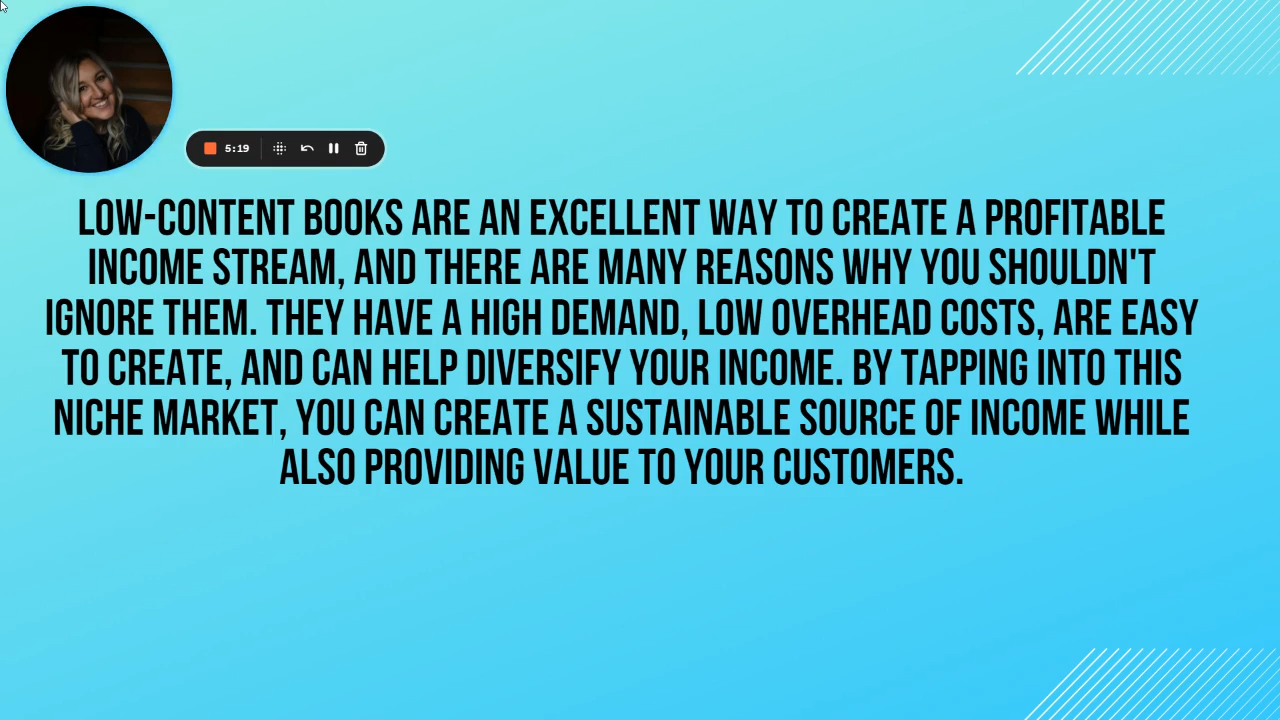 5:19
LOW-CONTENT BOOKS ARE AN EXCELLENT WAY TO CREATE A PROFITABLE
INCOME STREAM, AND THERE ARE MANY REASONS WHY YOU SHOULDN'T
IGNORE THEM. THEY HAVE A HIGH DEMAND, LOW OVERHEAD COSTS, ARE EASY
TO CREATE, AND CAN HELP DIVERSIFY YOUR INCOME. BY TAPPING INTO THIS
NICHE MARKET, YOU CAN CREATE A SUSTAINABLE SOURCE OF INCOME WHILE
ALSO PROVIDING VALUE TO YOUR CUSTOMERS.